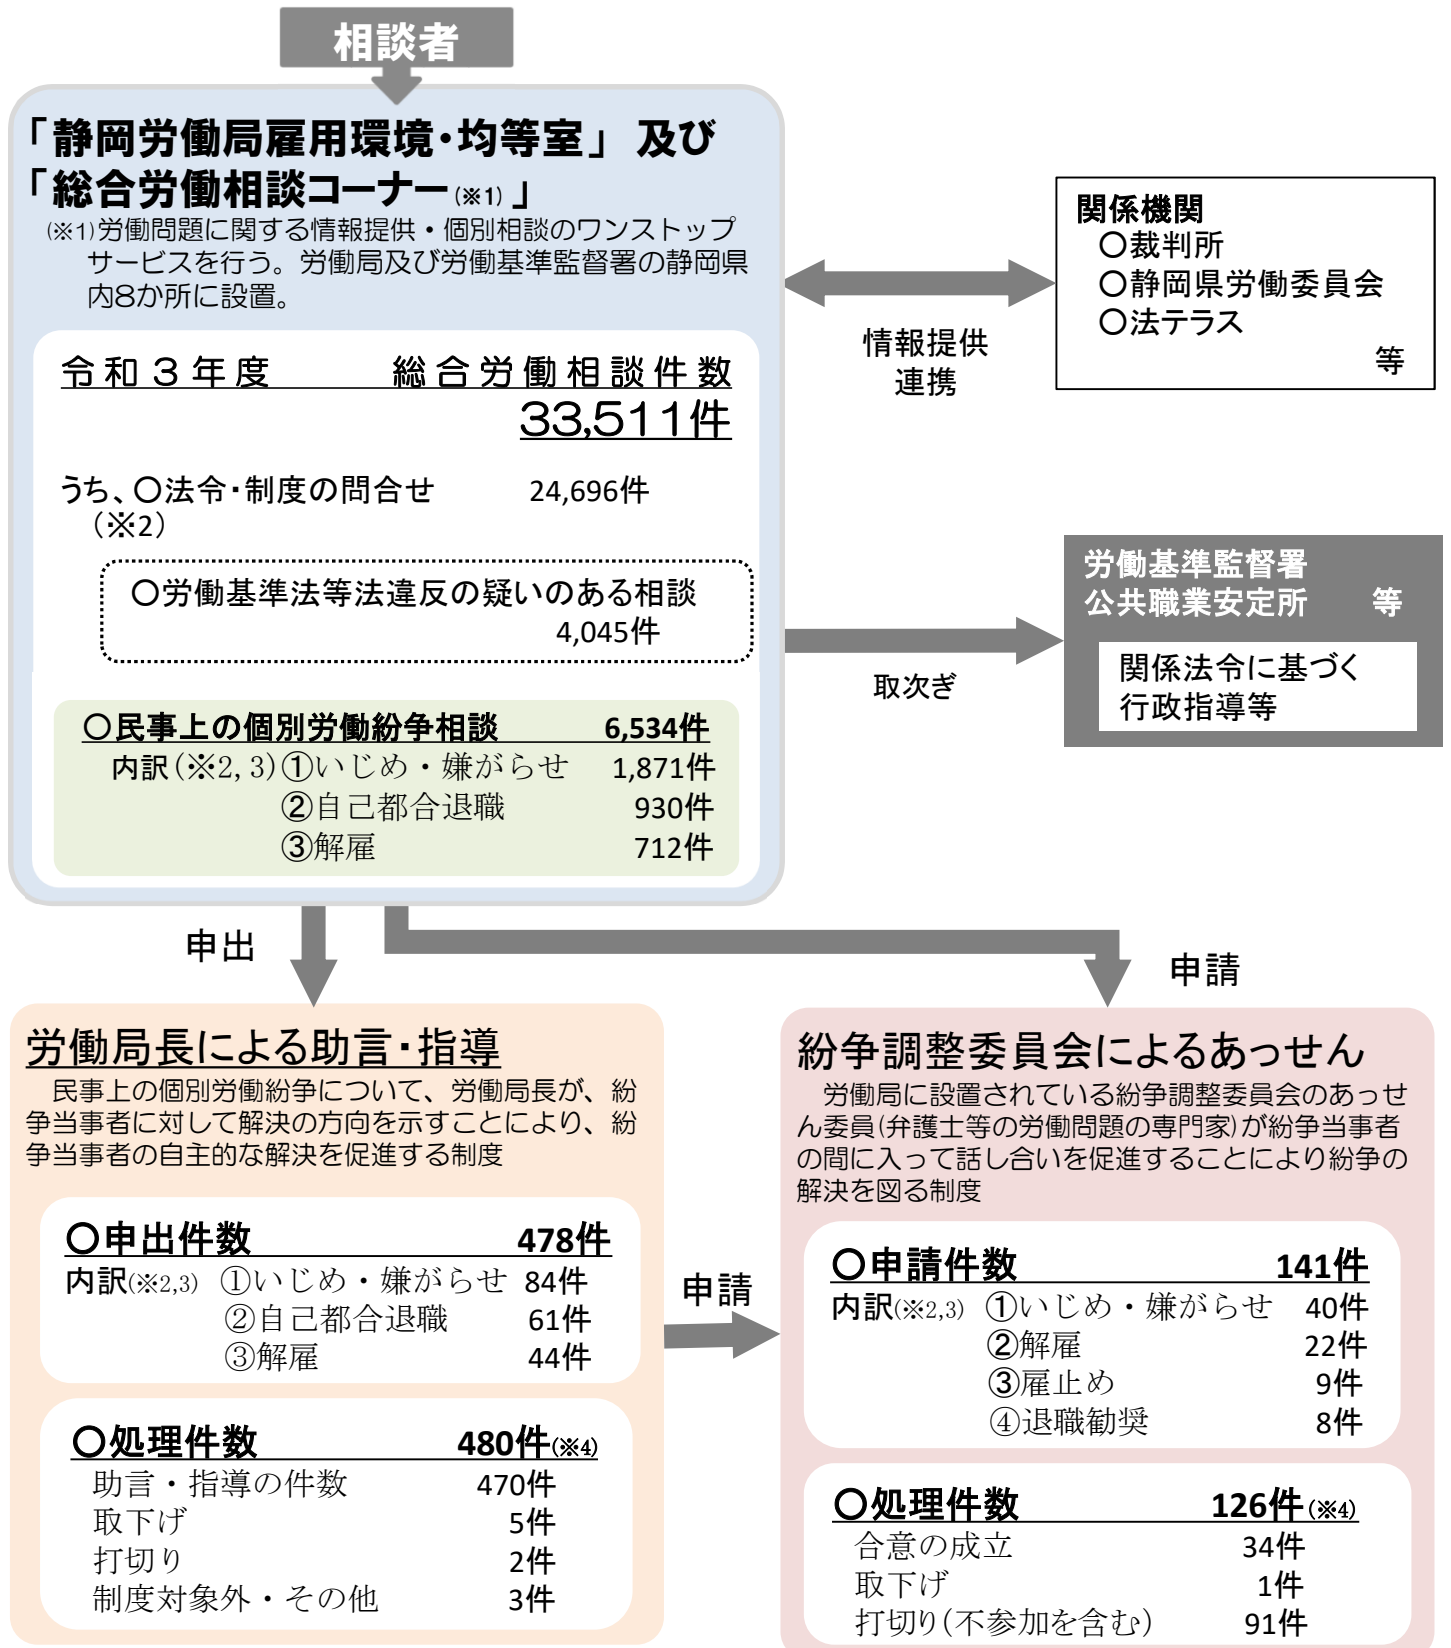 相談者
「静岡労働局雇用環境・均等室」及び
「総合労働相談コーナー(※1)」
(※1)労働問題に関する情報提供・個別相談のワンストップ
サービスを行う。労働局及び労働基準監督署の静岡県
内8か所に設置。
令和３年度 総合労働相談件数
33,511件
うち、〇法令・制度の問合せ 24,696件
(※2)
〇労働基準法等法違反の疑いのある相談
4,045件
〇民事上の個別労働紛争相談 6,534件
内訳(※2,3)①いじめ・嫌がらせ 1,871件
②自己都合退職 930件
③解雇 712件
情報提供
連携
関係機関
〇裁判所
〇静岡県労働委員会
〇法テラス
等
取次ぎ
労働基準監督署
公共職業安定所 等
関係法令に基づく
行政指導等
申出
申請
労働局長による助言・指導
民事上の個別労働紛争について、労働局長が、紛
争当事者に対して解決の方向を示すことにより、紛
争当事者の自主的な解決を促進する制度
〇申出件数 478件
内訳(※2,3) ①いじめ・嫌がらせ 84件
②自己都合退職 61件
③解雇 44件
〇処理件数 480件(※4)
助言・指導の件数 470件
取下げ 5件
打切り 2件
制度対象外・その他 3件
申請
紛争調整委員会によるあっせん
労働局に設置されている紛争調整委員会のあっせ
ん委員(弁護士等の労働問題の専門家)が紛争当事者
の間に入って話し合いを促進することにより紛争の
解決を図る制度
〇申請件数 141件
内訳(※2,3) ①いじめ・嫌がらせ 40件
②解雇 22件
③雇止め 9件
④退職勧奨 8件
〇処理件数 126件(※4)
合意の成立 34件
取下げ 1件
打切り(不参加を含む) 91件